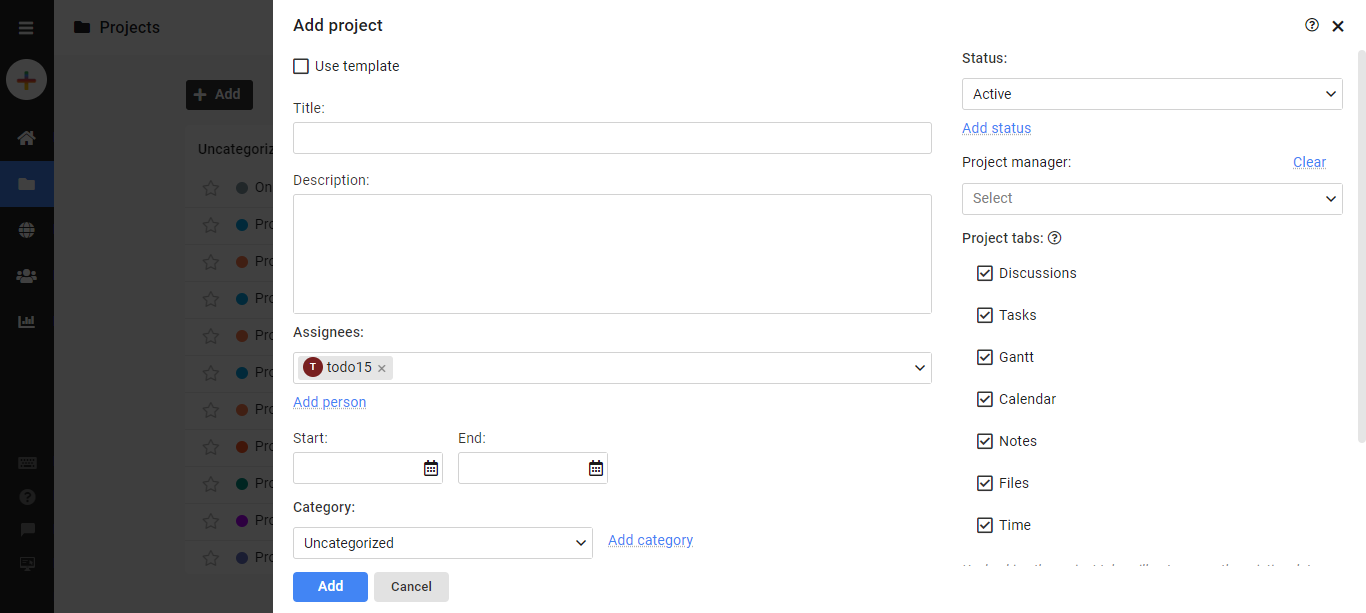 Projects
Add
Uncategoriz
On
Pro
Pro
Pro
Pro
Pro
Pro
Pro
Pro
Pro
Pro
Add project
Use template
Title:
Description:
Assignees:
T todo15 ×
Add person
Start: End:
Category:
Uncategorized
Add category
Add Cancel
Status:
Active
Add status
Project manager: Clear
Select
Project tabs:
Discussions
Tasks
Gantt
Calendar
Notes
Files
Time